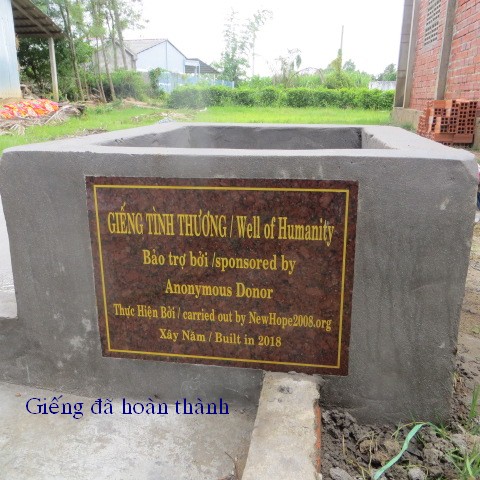 GIẾNG TÌNH THƯƠNG / Well of Humanity
Bảo trợ bởi /sponsored by
Anonymous Donor
Thực Hiện Bởi / carried out by NewHope2008.org
Xây Năm / Built in 2018
Giếng đã hoàn thành